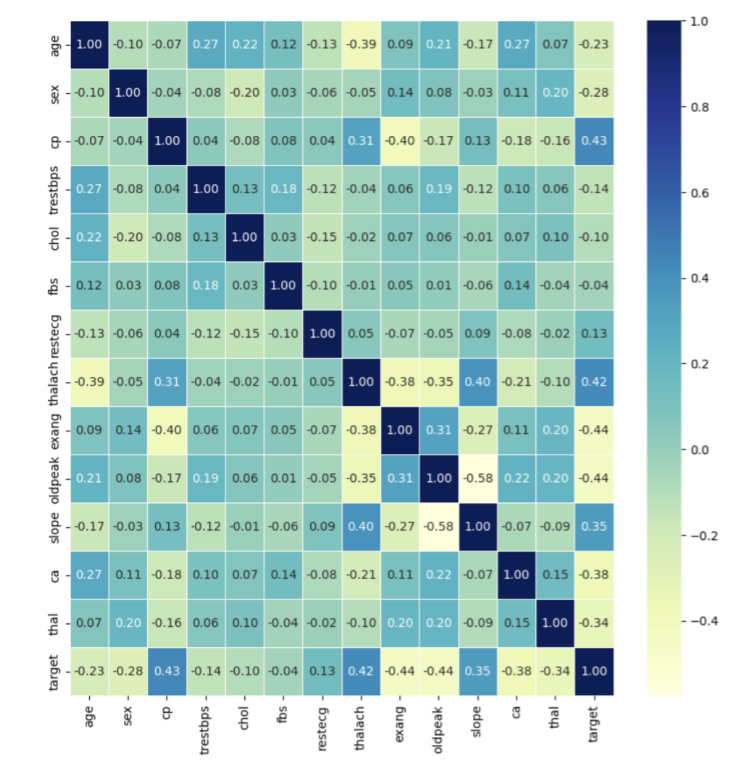 age 1.00 -0.10 -0.07 0.27 0.22 0.12 -0.13 -0.39 0.09 0.21 -0.17 0.27 0.07 -0.23
sex -0.10 1.00 -0.04 -0.08 -0.20 0.03 -0.06 -0.05 0.14 0.08 -0.03 0.11 0.20 -0.28
cp -0.07 -0.04 1.00 0.04 -0.08 0.08 0.04 0.31 -0.40 -0.17 0.13 -0.18 -0.16 0.43
trestbps 0.27 -0.08 0.04 1.00 0.13 0.18 -0.12 -0.04 0.06 0.19 -0.12 0.10 0.06 -0.14
chol 0.22 -0.20 -0.08 0.13 1.00 0.03 -0.15 -0.02 0.07 0.06 -0.01 0.07 0.10 -0.10
fbs 0.12 0.03 0.08 0.18 0.03 1.00 -0.10 -0.01 0.05 0.01 -0.06 0.14 -0.04 -0.04
restecg -0.13 -0.06 0.04 -0.12 -0.15 -0.10 1.00 0.05 -0.07 -0.05 0.09 -0.08 -0.02 0.13
thalach -0.39 -0.05 0.31 -0.04 -0.02 -0.01 0.05 1.00 -0.38 -0.35 0.40 -0.21 -0.10 0.42
exang 0.09 0.14 -0.40 0.06 0.07 0.05 -0.07 -0.38 1.00 0.31 -0.27 0.11 0.20 -0.44
oldpeak 0.21 0.08 -0.17 0.19 0.06 0.01 -0.05 -0.35 0.31 1.00 -0.58 0.22 0.20 -0.44
slope -0.17 -0.03 0.13 -0.12 -0.01 -0.06 0.09 0.40 -0.27 -0.58 1.00 -0.07 -0.09 0.35
ca 0.27 0.11 -0.18 0.10 0.07 0.14 -0.08 -0.21 0.11 0.22 -0.07 1.00 0.15 -0.38
thal 0.07 0.20 -0.16 0.06 0.10 -0.04 -0.02 -0.10 0.20 0.20 -0.09 0.15 1.00 -0.34
target -0.23 -0.28 0.43 -0.14 -0.10 -0.04 0.13 0.42 -0.44 -0.44 0.35 -0.38 -0.34 1.00
age sex cp trestbps chol fbs restecg thalach exang oldpeak slope ca thal target
1.0
0.8
0.6
0.4
0.2
0.0
−0.2
−0.4